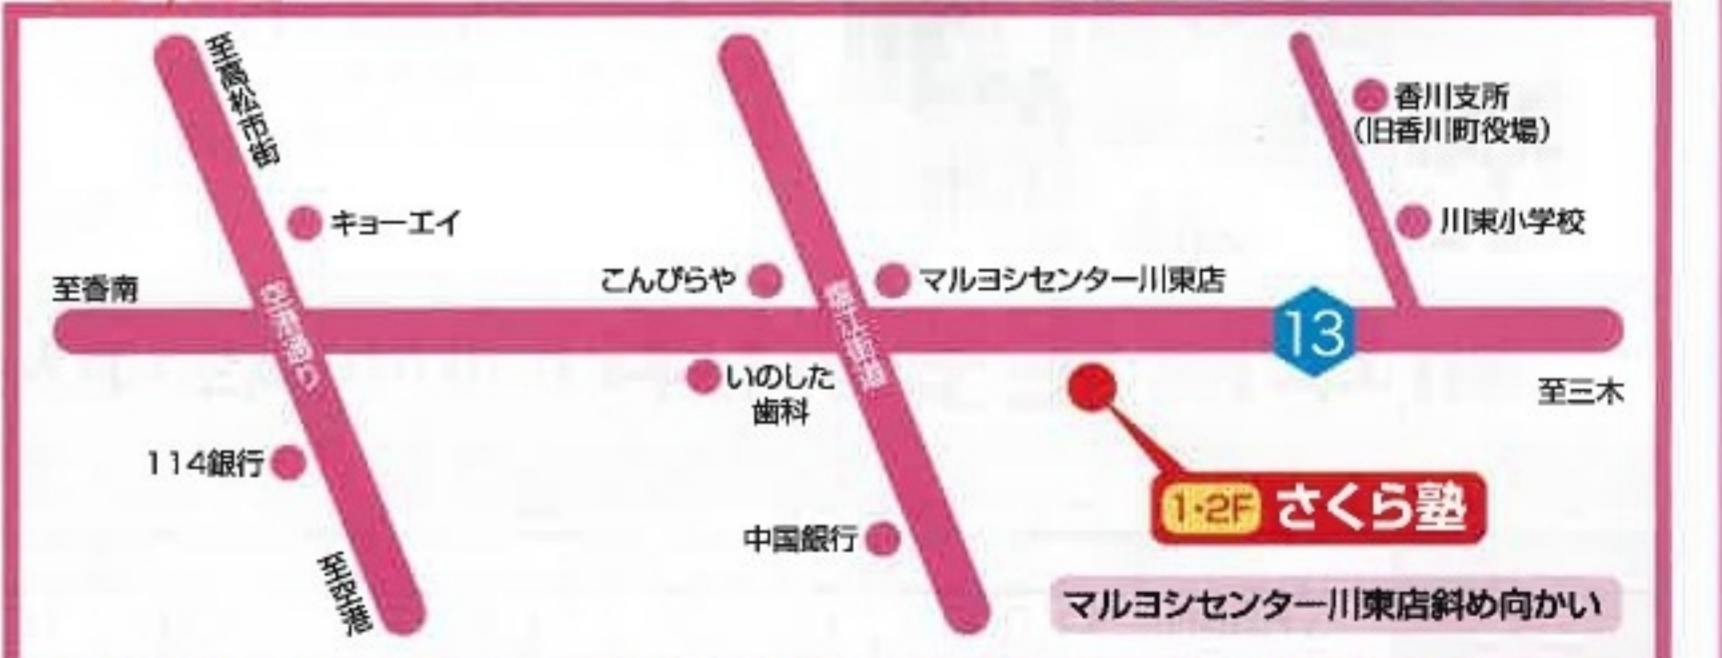 至高松市街
キョーエイ
至香南
空港通り
114銀行
至空港
こんぴらや
マルヨシセンター川東店
いのした
歯科
中国銀行
香川支所
(旧香川町役場)
川東小学校
13
至三木
1・2F さくら塾
マルヨシセンター川東店斜め向かい